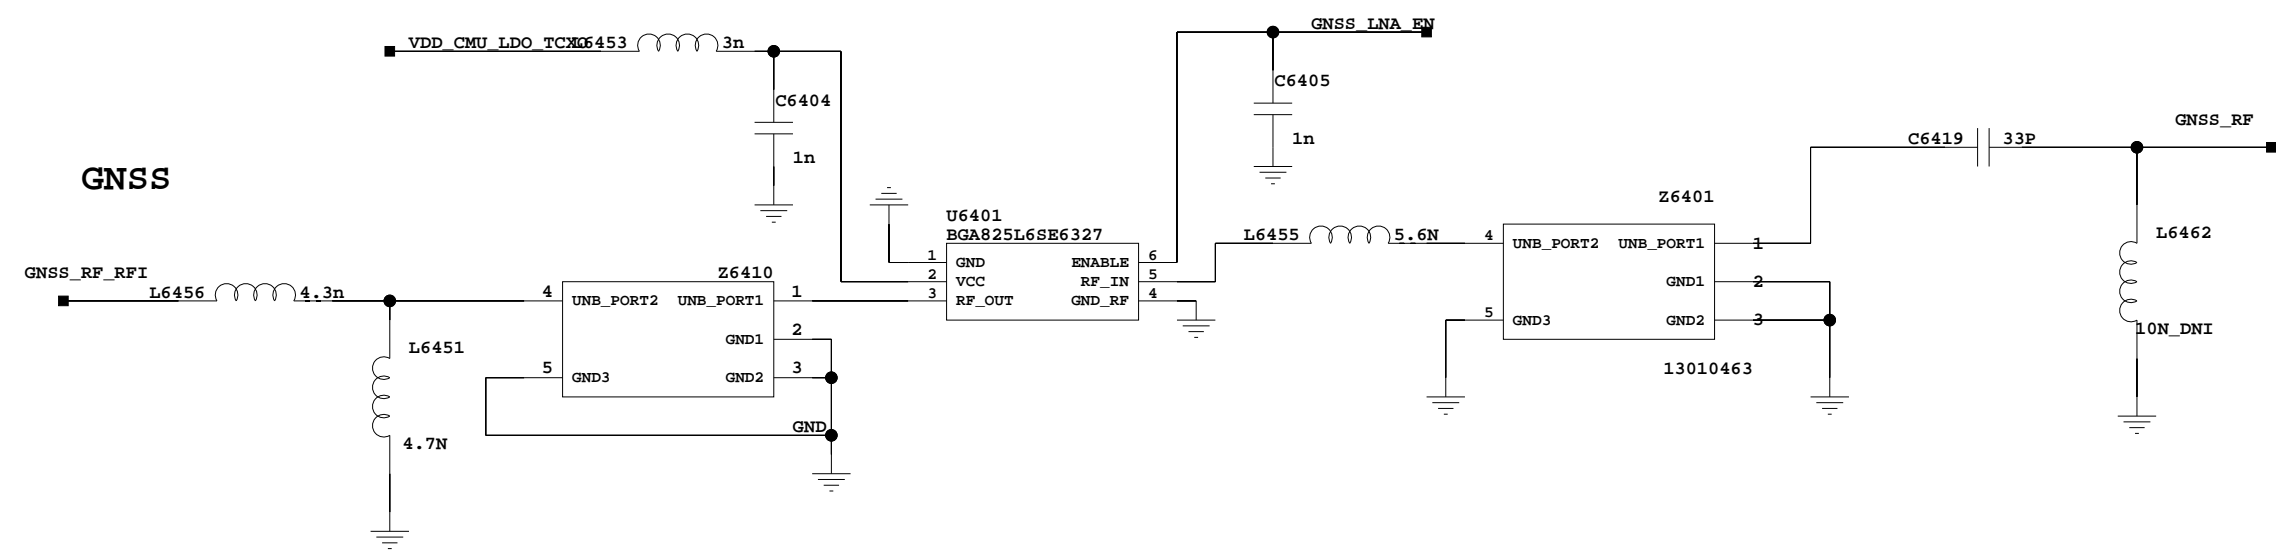 GNSS_LNA_EN
VDD_CMU_LDO_TCXO
L6453
3n
C6405
C6404
1n
1n
GNSS_RF
C6419
33P
GNSS
Z6401
U6401
BGA825L6SE6327
L6455
5.6N
4
UNB_PORT2
UNB_PORT1
1
L6462
1
GND
ENABLE
6
GNSS_RF_RFI
Z6410
2
VCC
RF_IN
5
GND1
2
L6456
4.3n
4
UNB_PORT2
UNB_PORT1
1
3
RF_OUT
GND_RF
4
5
GND3
GND2
3
10N_DNI
2
GND1
L6451
5
GND3
GND2
3
13010463
GND
4.7N